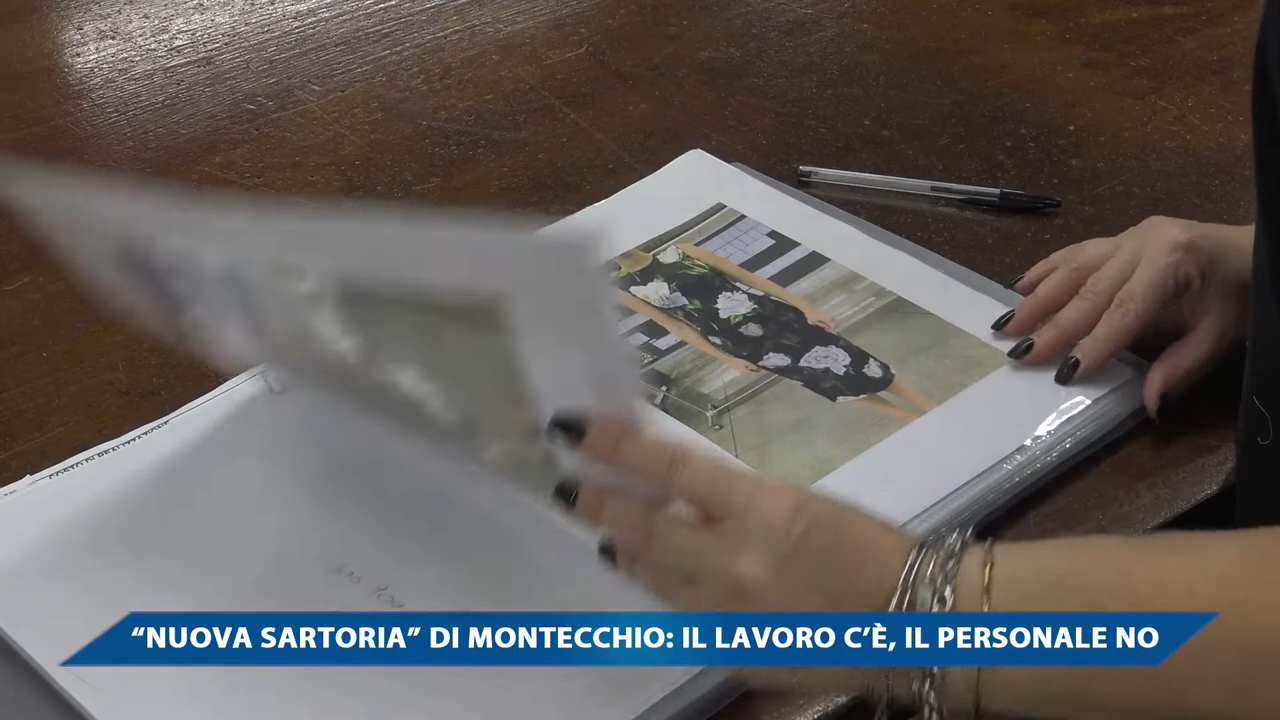 “NUOVA SARTORIA” DI MONTECCHIO: IL LAVORO C’È, IL PERSONALE NO